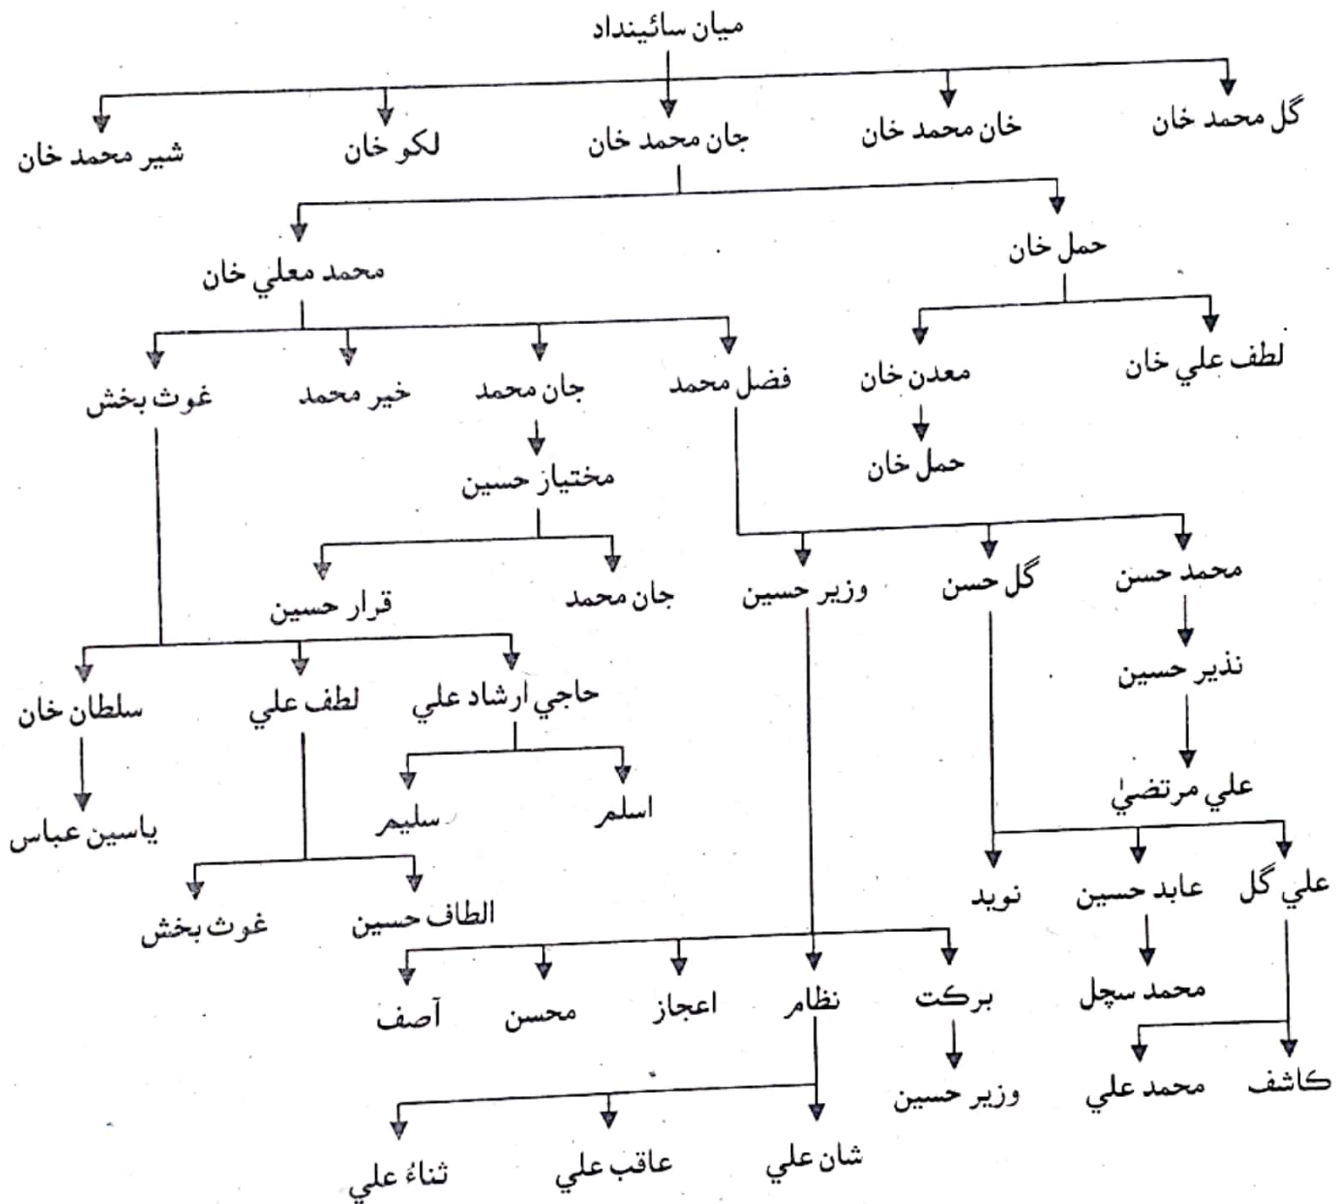 ميان سائينداد
گل محمد خان
خان محمد خان
جان محمد خان
لکو خان
شير محمد خان
حمل خان
محمد معلي خان
لطف علي خان
معدن خان
فضل محمد
جان محمد
خير محمد
غوث بخش
حمل خان
مختياز حسين
محمد حسن
گل حسن
وزير حسين
جان محمد
قرار حسين
نذير حسين
حاجي ارشاد علي
لطف علي
سلطان خان
علي مرتضيٰ
اسلم
سليم
ياسين عباس
علي گل
عابد حسين
نويد
الطاف حسين
غوث بخش
محمد سچل
برڪت
نظام
اعجاز
محسن
آصف
ڪاشف
محمد علي
وزير حسين
شان علي
عاقب علي
ثناءُ علي